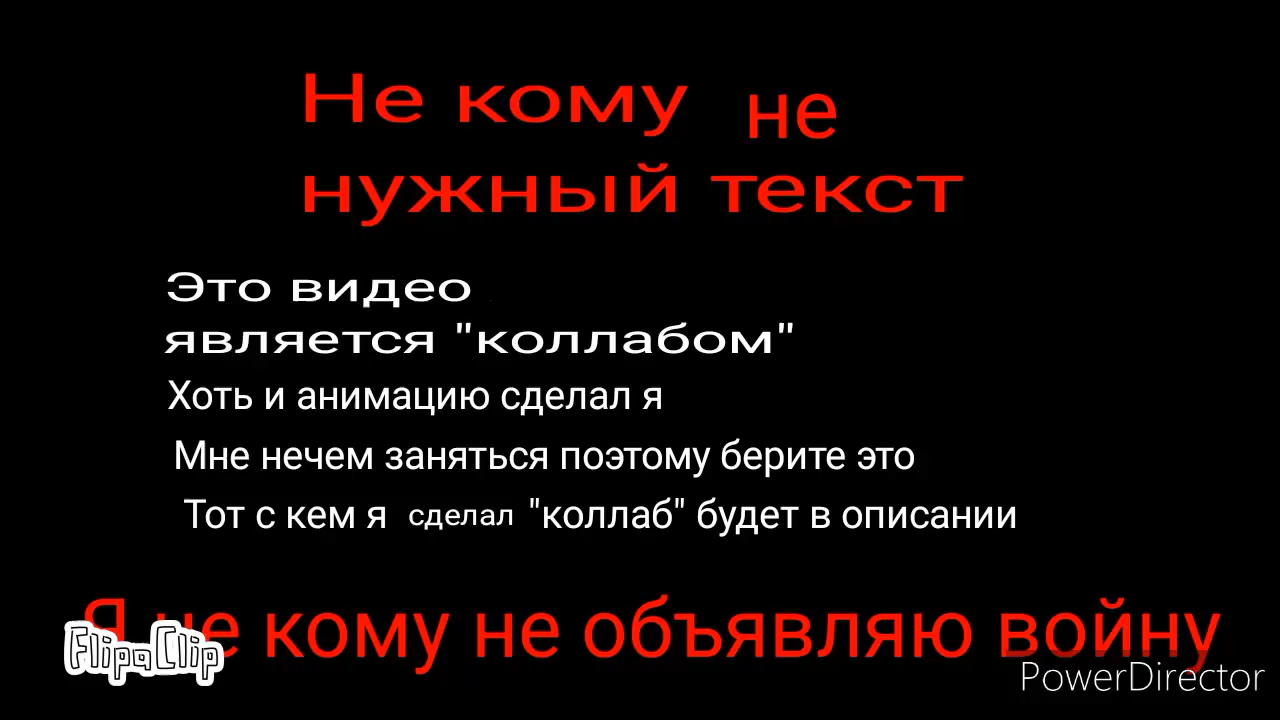 Не кому не
нужный текст
Это видео
является "коллабом"
Хоть и анимацию сделал я
Мне нечем заняться поэтому берите это
Тот с кем я сделал "коллаб" будет в описании
Я не кому не объявляю войну
FlipaClip
PowerDirector